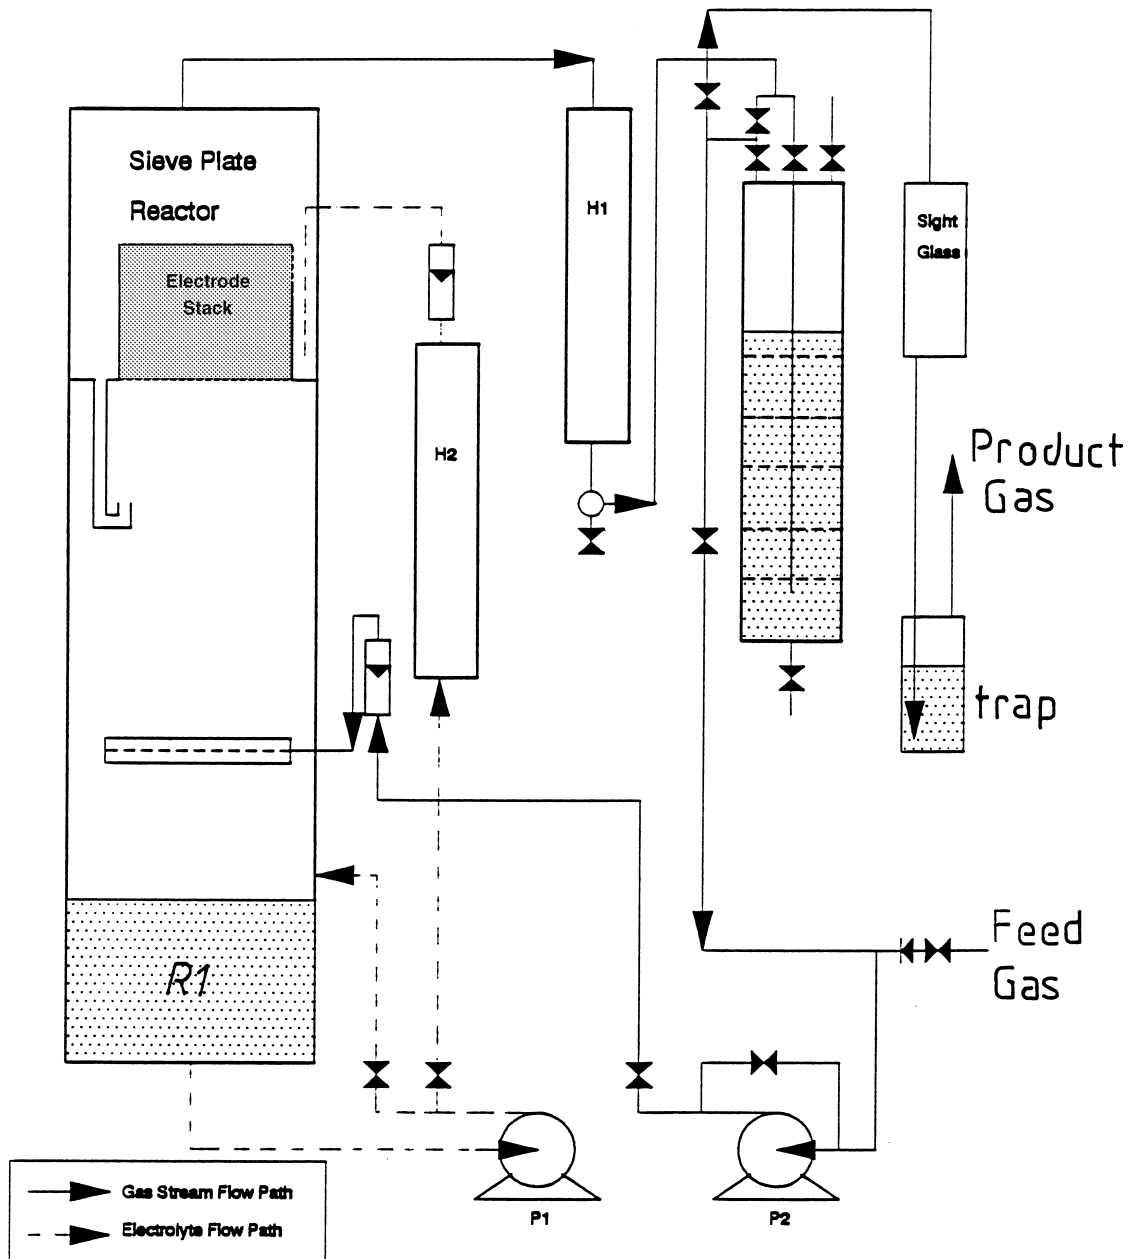 Sieve Plate
Reactor
Electrode
Stack
H1
Sight
Glass
H2
Product
Gas
trap
R1
Feed
Gas
P1
P2
Gas Stream Flow Path
Electrolyte Flow Path